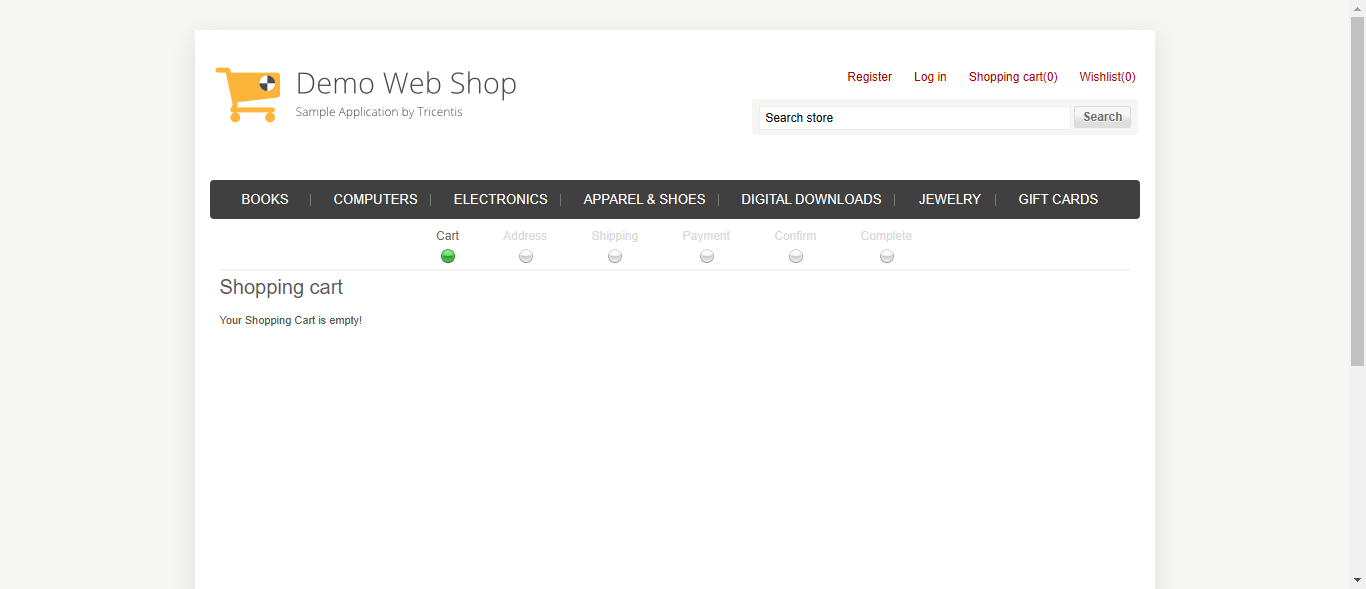 Demo Web Shop
Sample Application by Tricentis
Register Log in Shopping cart(0) Wishlist(0)
Search store Search
BOOKS COMPUTERS ELECTRONICS APPAREL & SHOES DIGITAL DOWNLOADS JEWELRY GIFT CARDS
Cart Address Shipping Payment Confirm Complete
Shopping cart
Your Shopping Cart is empty!